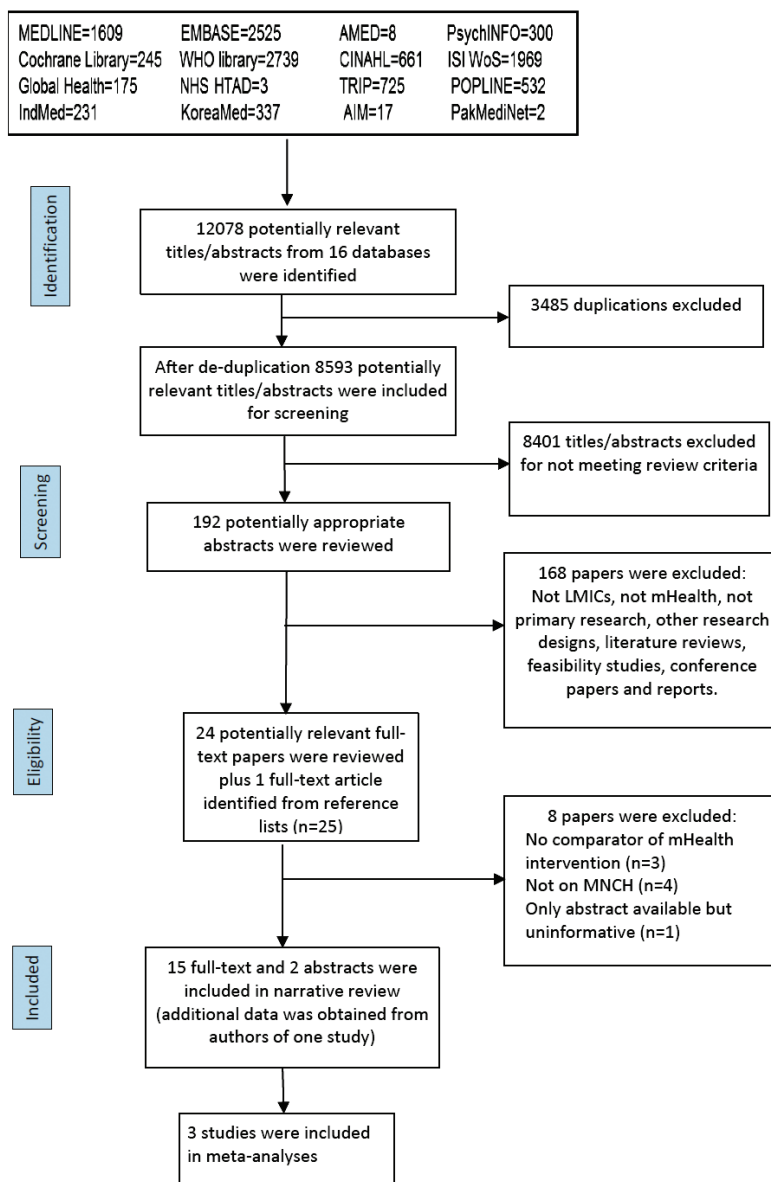 MEDLINE=1609 EMBASE=2525 AMED=8 PsychINFO=300
Cochrane Library=245 WHO library=2739 CINAHL=661 ISI WoS=1969
Global Health=175 NHS HTAD=3 TRIP=725 POPLINE=532
IndMed=231 KoreaMed=337 AIM=17 PakMediNet=2
Identification
12078 potentially relevant
titles/abstracts from 16 databases
were identified
3485 duplications excluded
After de-duplication 8593 potentially
relevant titles/abstracts were included
for screening
8401 titles/abstracts excluded
for not meeting review criteria
Screening
192 potentially appropriate
abstracts were reviewed
168 papers were excluded:
Not LMICs, not mHealth, not
primary research, other research
designs, literature reviews,
feasibility studies, conference
papers and reports.
Eligibility
24 potentially relevant full-
text papers were reviewed
plus 1 full-text article
identified from reference
lists (n=25)
8 papers were excluded:
No comparator of mHealth
intervention (n=3)
Not on MNCH (n=4)
Only abstract available but
uninformative (n=1)
Included
15 full-text and 2 abstracts were
included in narrative review
(additional data was obtained from
authors of one study)
3 studies were included
in meta-analyses